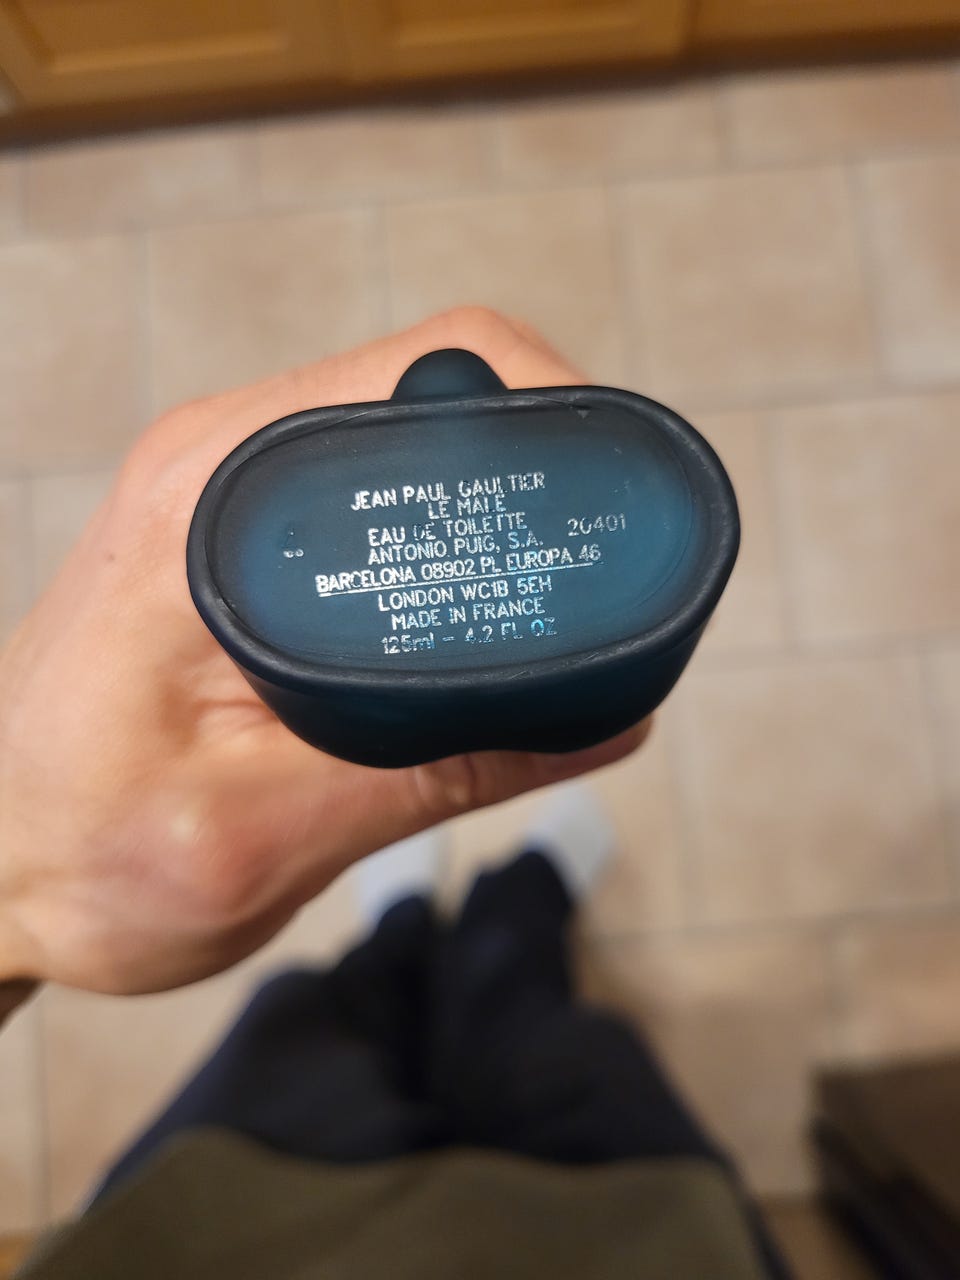 JEAN PAUL GAULTIER
LE MALE
EAU DE TOILETTE
ANTONIO PUIG, S.A.
20401
BARCELONA 08902 PL EUROPA 46
LONDON WC1B 5EH
MADE IN FRANCE
125ml - 4.2 FL OZ